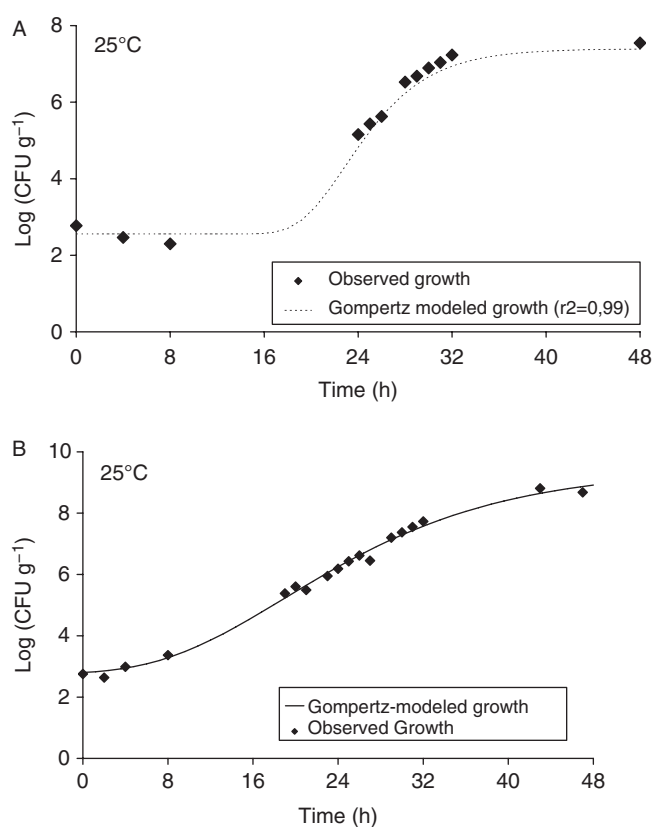 A
25°C
Log (CFU g⁻¹)
8
6
4
2
0
Observed growth
Gompertz modeled growth (r2=0,99)
0 8 16 24 32 40 48
Time (h)
B
25°C
Log (CFU g⁻¹)
10
8
6
4
2
0
Gompertz-modeled growth
Observed Growth
0 8 16 24 32 40 48
Time (h)